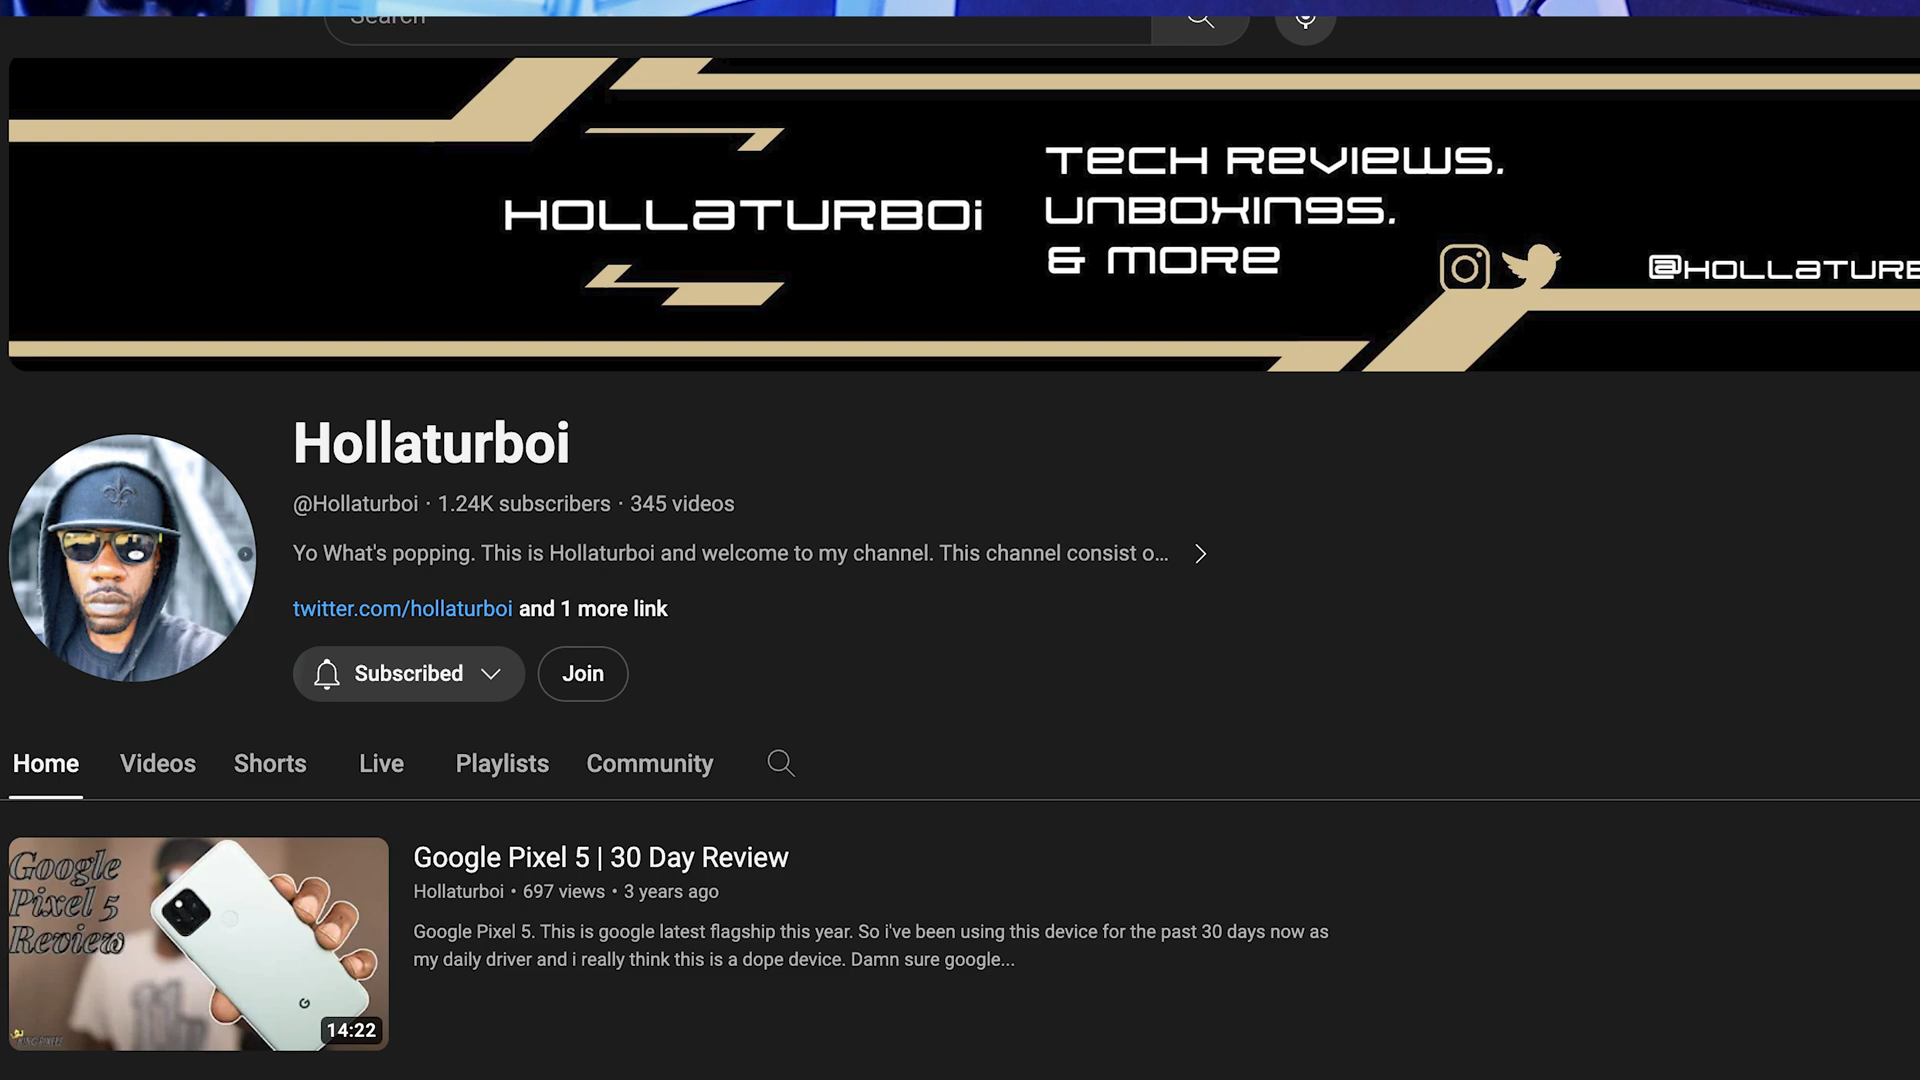 Search
HOLLATURBOi
TECH REVIEWS.
UNBOXINGS.
& MORE
@HOLLATURB
Hollaturboi
@Hollaturboi · 1.24K subscribers · 345 videos
Yo What's popping. This is Hollaturboi and welcome to my channel. This channel consist o...
twitter.com/hollaturboi and 1 more link
Subscribed
Join
Home Videos Shorts Live Playlists Community
Google
Pixel 5
Review
14:22
Google Pixel 5 | 30 Day Review
Hollaturboi • 697 views • 3 years ago
Google Pixel 5. This is google latest flagship this year. So i've been using this device for the past 30 days now as
my daily driver and i really think this is a dope device. Damn sure google...